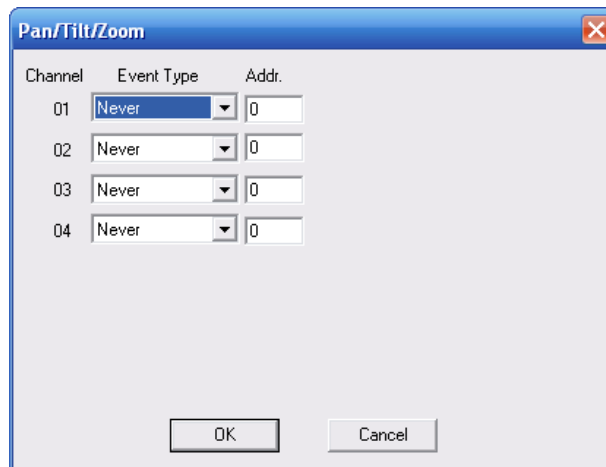 Pan/Tilt/Zoom
Channel Event Type Addr.
01 Never 0
02 Never 0
03 Never 0
04 Never 0
OK Cancel